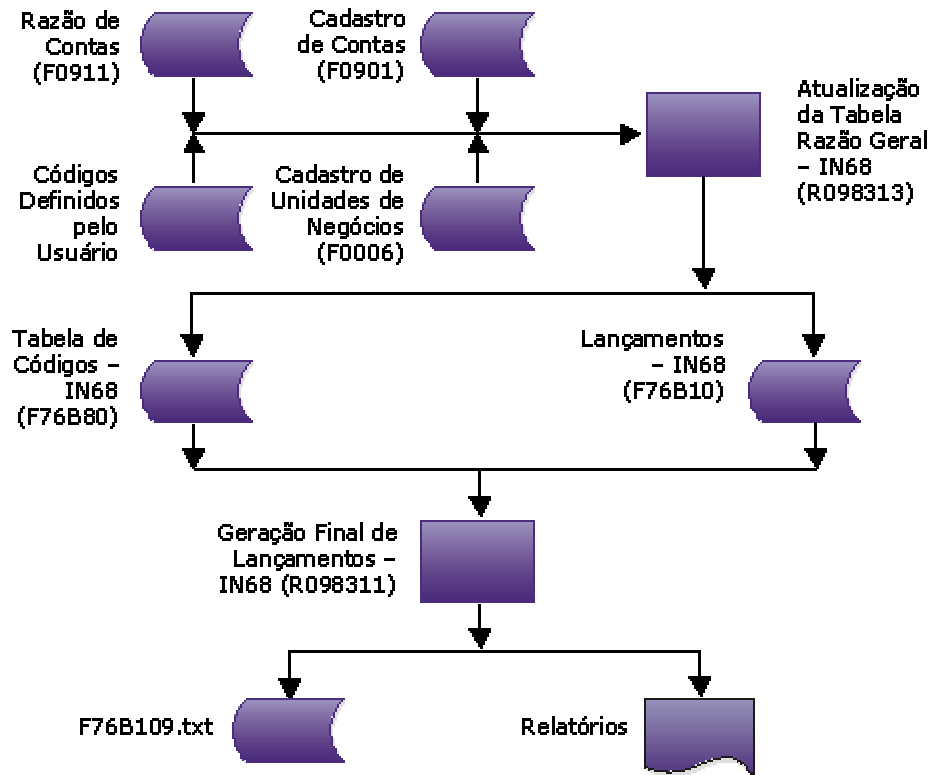 Razão de
Contas
(F0911)
Cadastro
de Contas
(F0901)
Atualização
da Tabela
Razão Geral
– IN68
(R098313)
Códigos
Definidos
pelo
Usuário
Cadastro de
Unidades de
Negócios
(F0006)
Tabela de
Códigos –
IN68
(F76B80)
Lançamentos
– IN68
(F76B10)
Geração Final de
Lançamentos –
IN68 (R098311)
F76B109.txt
Relatórios